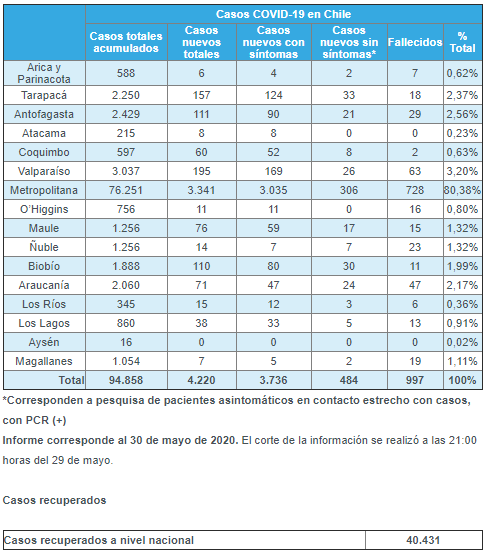 Casos COVID-19 en Chile
Casos totales acumulados Casos nuevos totales Casos nuevos con síntomas Casos nuevos sin síntomas* Fallecidos % Total
Arica y Parinacota 588 6 4 2 7 0,62%
Tarapacá 2.250 157 124 33 18 2,37%
Antofagasta 2.429 111 90 21 29 2,56%
Atacama 215 8 8 0 0 0,23%
Coquimbo 597 60 52 8 2 0,63%
Valparaíso 3.037 195 169 26 63 3,20%
Metropolitana 76.251 3.341 3.035 306 728 80,38%
O’Higgins 756 11 11 0 16 0,80%
Maule 1.256 76 59 17 15 1,32%
Ñuble 1.256 14 7 7 23 1,32%
Biobío 1.888 110 80 30 11 1,99%
Araucanía 2.060 71 47 24 47 2,17%
Los Ríos 345 15 12 3 6 0,36%
Los Lagos 860 38 33 5 13 0,91%
Aysén 16 0 0 0 0 0,02%
Magallanes 1.054 7 5 2 19 1,11%
Total 94.858 4.220 3.736 484 997 100%
*Corresponden a pesquisa de pacientes asintomáticos en contacto estrecho con casos,
con PCR (+)
Informe corresponde al 30 de mayo de 2020. El corte de la información se realizó a las 21:00
horas del 29 de mayo.
Casos recuperados
Casos recuperados a nivel nacional 40.431